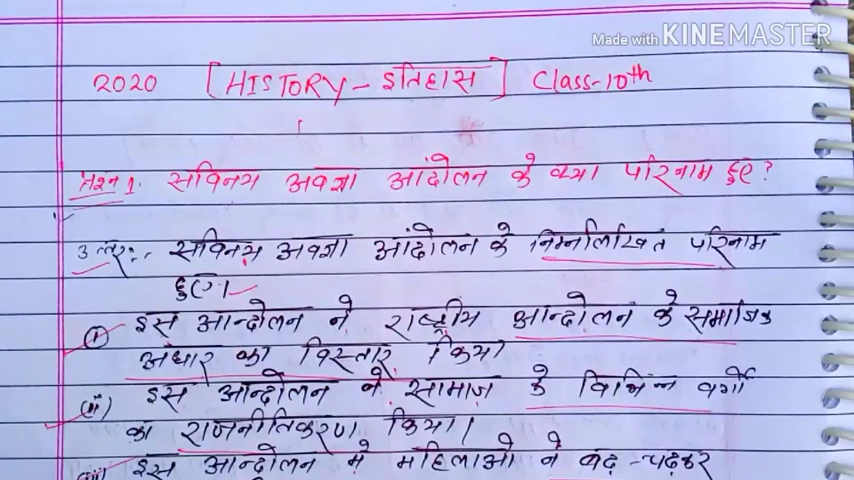 Made with KINEMASTER
2020 [HISTORY - इतिहास] Class-10th
प्रश्न 1. सविनय अवज्ञा आंदोलन के क्या परिनाम हुए?
उत्तर:- सविनय अवज्ञा आंदोलन के निम्नलिखित परिनाम
हुए।
(i) इस आन्दोलन ने राष्ट्रीय आन्दोलन के समाजिक
अधार का विस्तार किया।
(ii) इस आन्दोलन ने सामाज के विभिन्न वर्गो
का राजनीतिकरण किया।
(iii) इस आन्दोलन में महिलाओ ने बढ़-चढ़कर